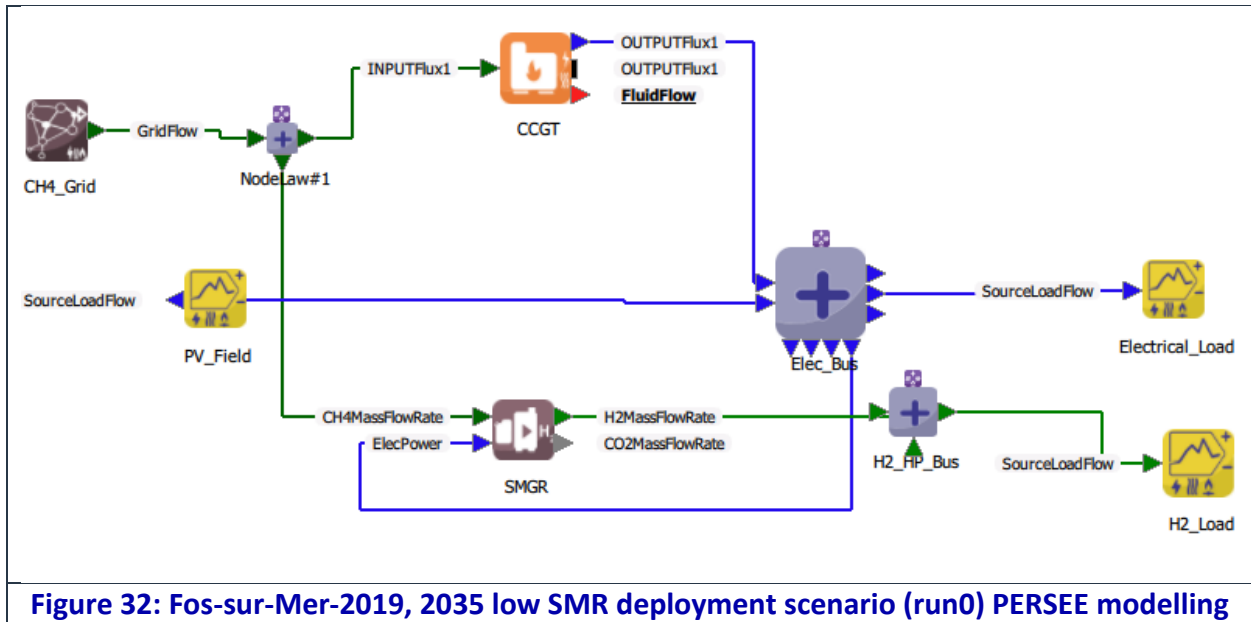 OUTPUTFlux1
INPUTFlux1
OUTPUTFlux1
FluidFlow
CCGT
GridFlow
CH4_Grid
NodeLaw#1
SourceLoadFlow
PV_Field
SourceLoadFlow
Electrical_Load
Elec_Bus
CH4MassFlowRate
H2MassFlowRate
ElecPower
CO2MassFlowRate
SMGR
H2_HP_Bus
SourceLoadFlow
H2_Load
Figure 32: Fos-sur-Mer-2019, 2035 low SMR deployment scenario (run0) PERSEE modelling